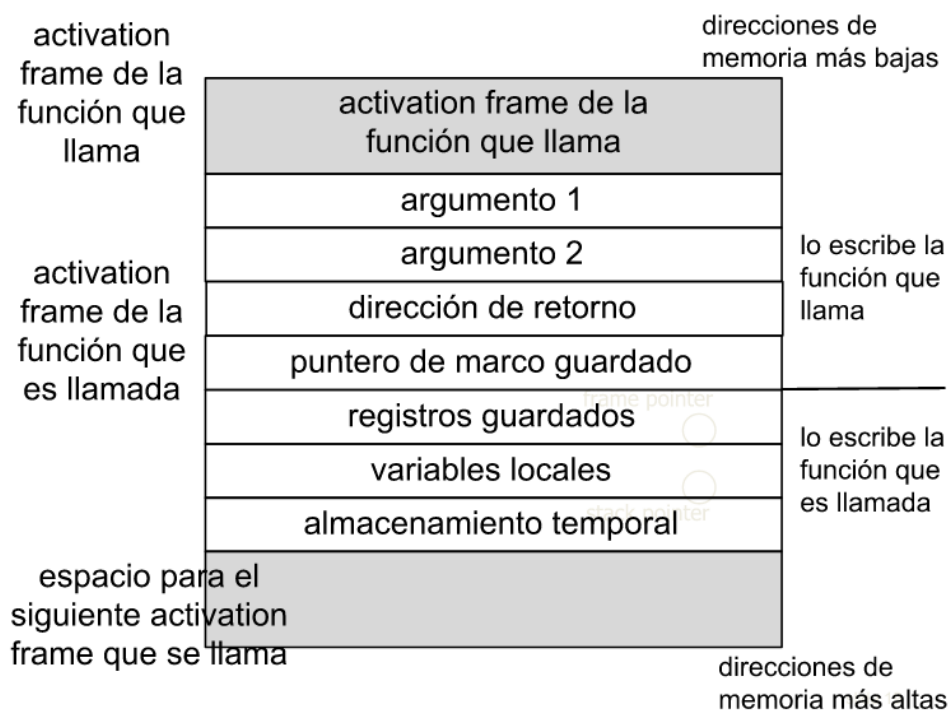 activation
frame de la
función que
llama
direcciones de
memoria más bajas
activation frame de la
función que llama
argumento 1
argumento 2
dirección de retorno
puntero de marco guardado
frame pointer
registros guardados
variables locales
stack pointer
almacenamiento temporal
activation
frame de la
función que
es llamada
lo escribe la
función que
llama
lo escribe la
función que
es llamada
espacio para el
siguiente activation
frame que se llama
direcciones de
memoria más altas